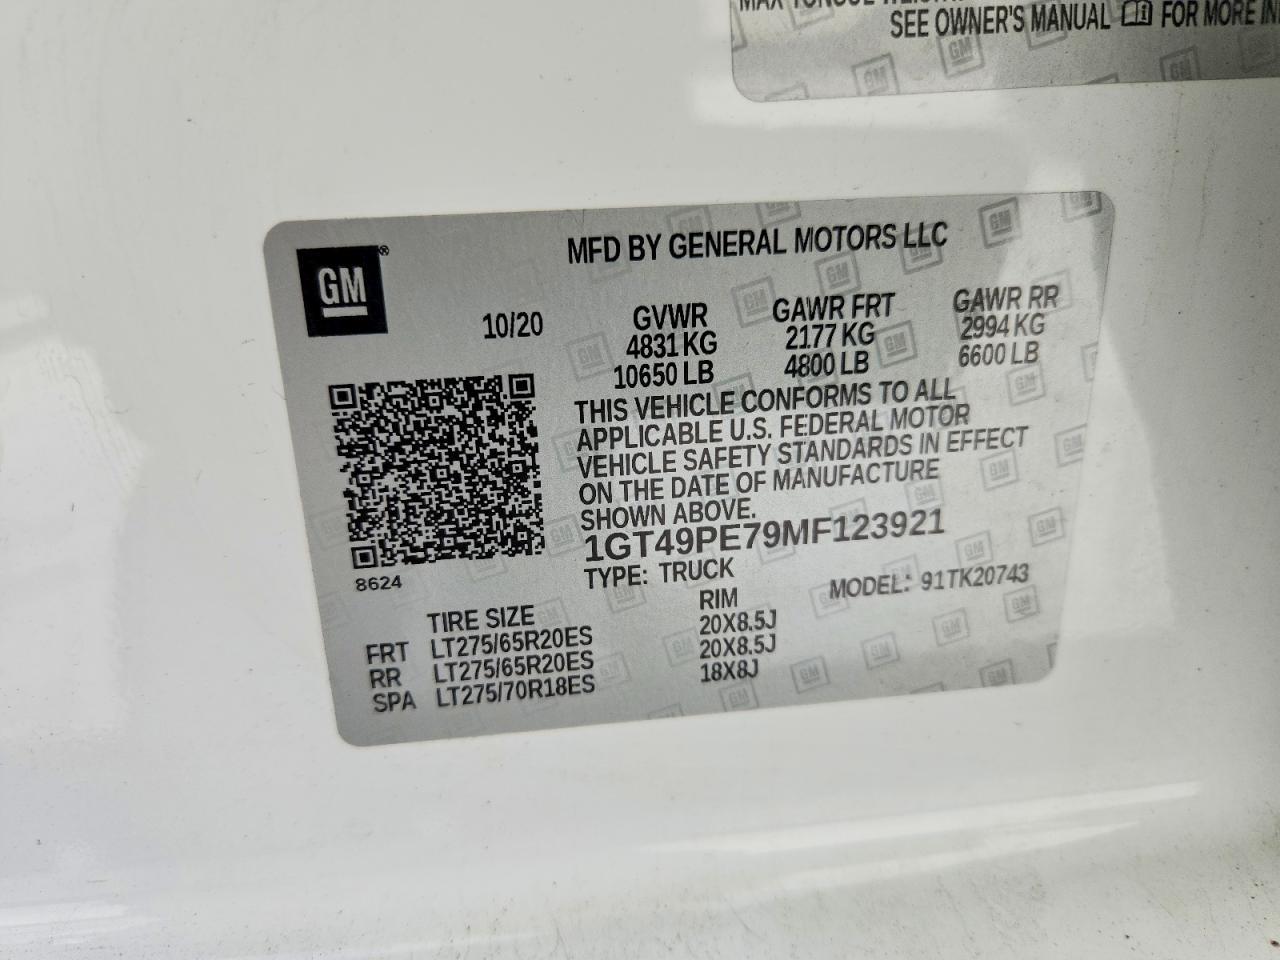 SEE OWNER'S MANUAL FOR MORE
GM
MFD BY GENERAL MOTORS LLC
10/20
GVWR GAWR FRT GAWR RR
4831 KG 2177 KG 2994 KG
10650 LB 4800 LB 6600 LB
THIS VEHICLE CONFORMS TO ALL
APPLICABLE U.S. FEDERAL MOTOR
VEHICLE SAFETY STANDARDS IN EFFECT
ON THE DATE OF MANUFACTURE
SHOWN ABOVE.
1GT49PE79MF123921
TYPE: TRUCK MODEL: 91TK20743
8624
TIRE SIZE RIM
FRT LT275/65R20ES 20X8.5J
RR LT275/65R20ES 20X8.5J
SPA LT275/70R18ES 18X8J